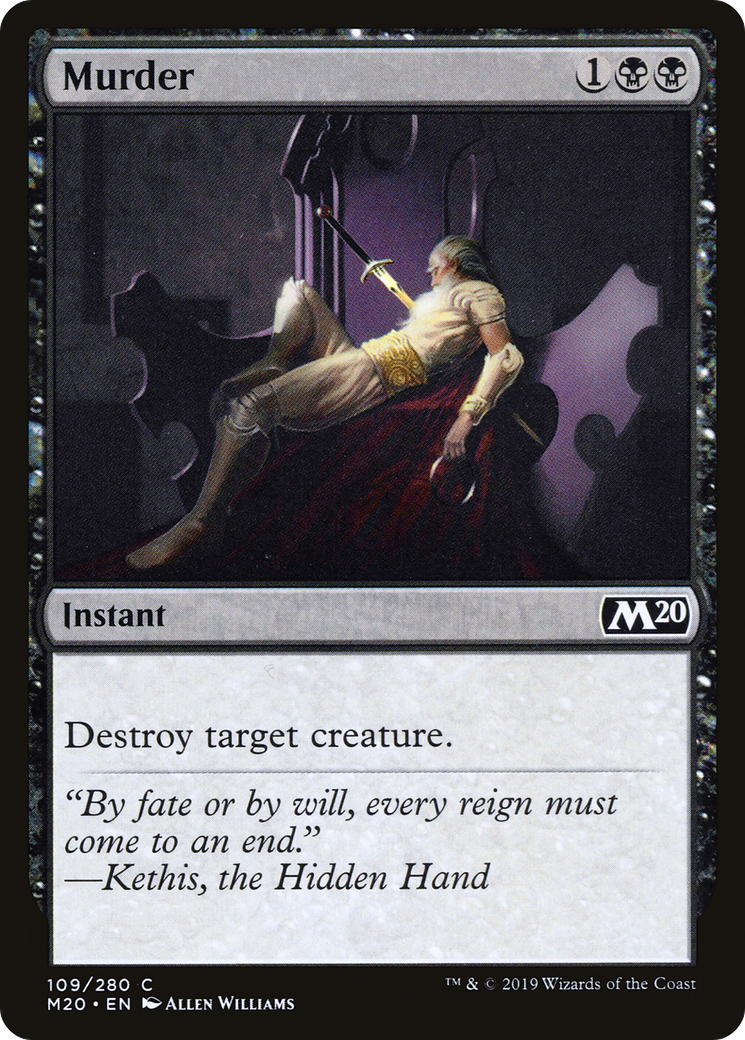 Murder 1
Instant M20
Destroy target creature.
“By fate or by will, every reign must
come to an end.”
—Kethis, the Hidden Hand
109/280 C
M20 • EN ALLEN WILLIAMS
™ & © 2019 Wizards of the Coast